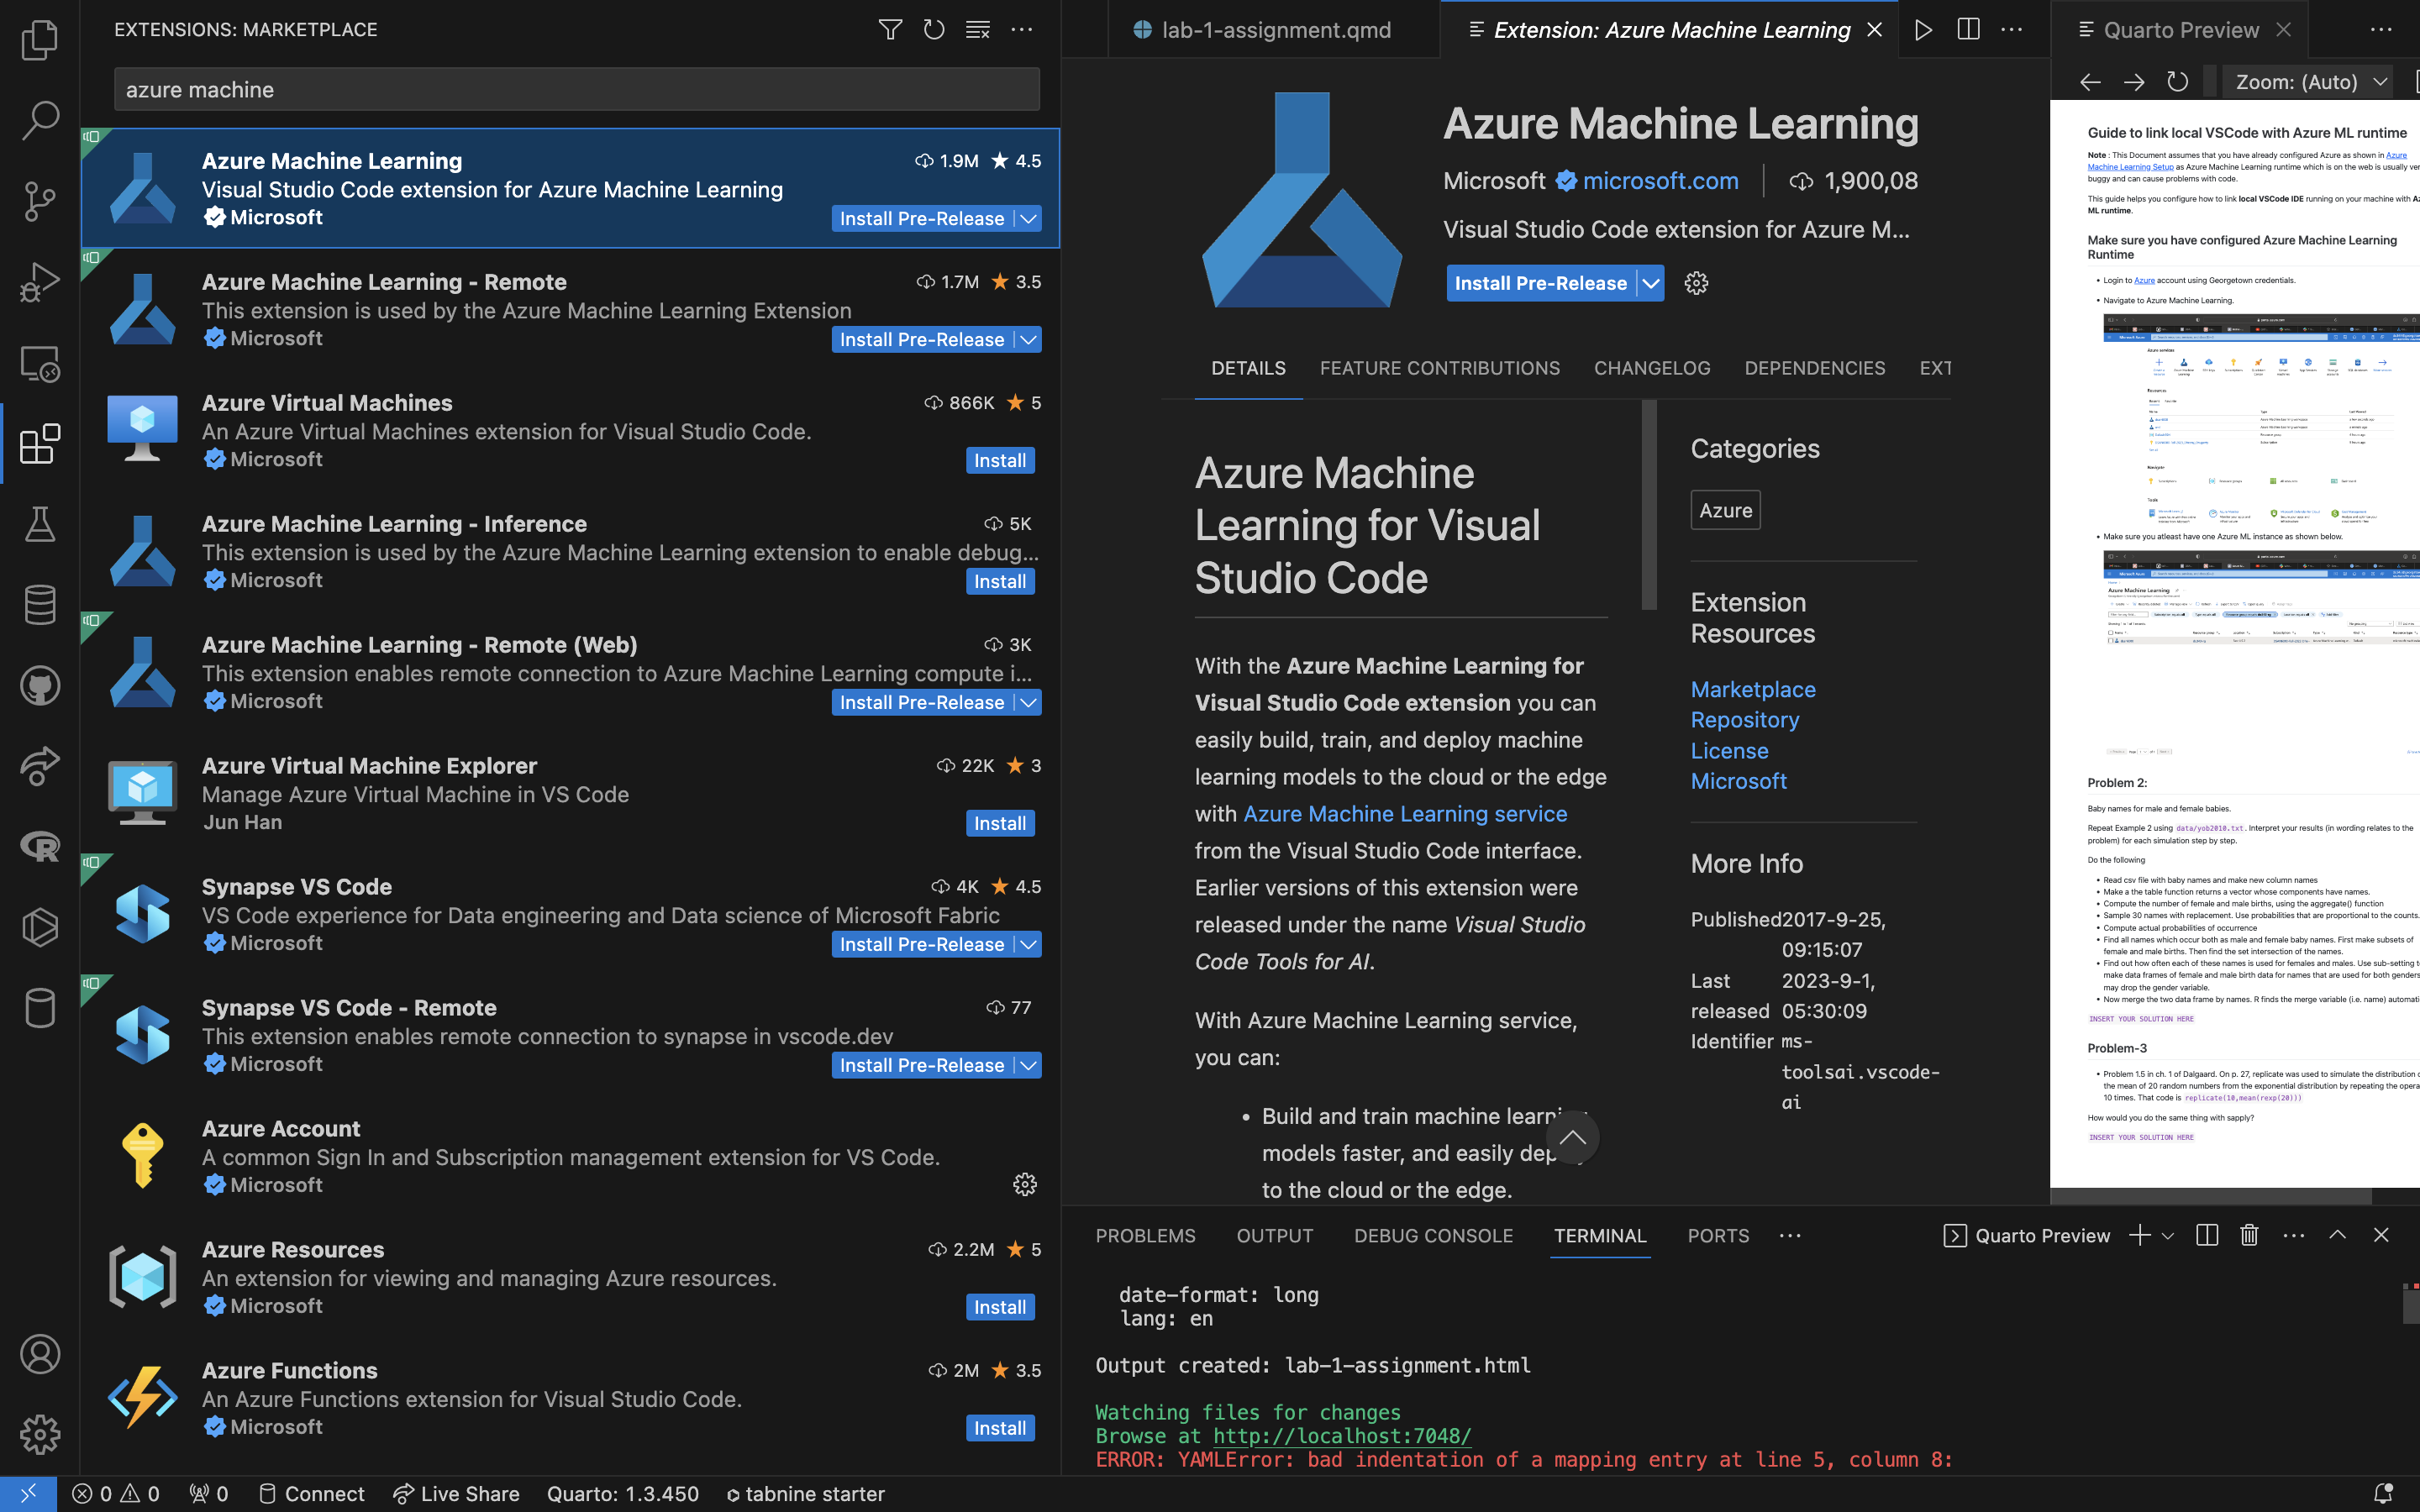 EXTENSIONS: MARKETPLACE
azure machine
Azure Machine Learning
1.9M 4.5
Visual Studio Code extension for Azure Machine Learning
Microsoft
Install Pre-Release
Azure Machine Learning - Remote
1.7M 3.5
This extension is used by the Azure Machine Learning Extension
Microsoft
Install Pre-Release
Azure Virtual Machines
866K 5
An Azure Virtual Machines extension for Visual Studio Code.
Microsoft
Install
Azure Machine Learning - Inference
5K
This extension is used by the Azure Machine Learning extension to enable debug...
Microsoft
Install
Azure Machine Learning - Remote (Web)
3K
This extension enables remote connection to Azure Machine Learning compute i...
Microsoft
Install Pre-Release
Azure Virtual Machine Explorer
22K 3
Manage Azure Virtual Machine in VS Code
Jun Han
Install
Synapse VS Code
4K 4.5
VS Code experience for Data engineering and Data science of Microsoft Fabric
Microsoft
Install Pre-Release
Synapse VS Code - Remote
77
This extension enables remote connection to synapse in vscode.dev
Microsoft
Install Pre-Release
Azure Account
A common Sign In and Subscription management extension for VS Code.
Microsoft
Azure Resources
2.2M 5
An extension for viewing and managing Azure resources.
Microsoft
Install
Azure Functions
2M 3.5
An Azure Functions extension for Visual Studio Code.
Microsoft
Install
lab-1-assignment.qmd
Extension: Azure Machine Learning
Azure Machine Learning
Microsoft microsoft.com 1,900,08
Visual Studio Code extension for Azure M...
Install Pre-Release
DETAILS FEATURE CONTRIBUTIONS CHANGELOG DEPENDENCIES EXT
Azure Machine
Learning for Visual
Studio Code
With the Azure Machine Learning for
Visual Studio Code extension you can
easily build, train, and deploy machine
learning models to the cloud or the edge
with Azure Machine Learning service
from the Visual Studio Code interface.
Earlier versions of this extension were
released under the name Visual Studio
Code Tools for AI.
With Azure Machine Learning service,
you can:
• Build and train machine learning
models faster, and easily deploy
to the cloud or the edge.
Categories
Azure
Extension
Resources
Marketplace
Repository
License
Microsoft
More Info
Published 2017-9-25,
09:15:07
Last 2023-9-1,
released 05:30:09
Identifier ms-
toolsai.vscode-
ai
Quarto Preview
Zoom: (Auto)
Guide to link local VSCode with Azure ML runtime
Note : This Document assumes that you have already configured Azure as shown in Azure
Machine Learning Setup as Azure Machine Learning runtime which is on the web is usually ver
buggy and can cause problems with code.
This guide helps you configure how to link local VSCode IDE running on your machine with Az
ML runtime.
Make sure you have configured Azure Machine Learning
Runtime
• Login to Azure account using Georgetown credentials.
• Navigate to Azure Machine Learning.
• Make sure you atleast have one Azure ML instance as shown below.
Azure Machine Learning
Problem 2:
Baby names for male and female babies.
Repeat Example 2 using data/yob2010.txt. Interpret your results (in wording relates to the
problem) for each simulation step by step.
Do the following
• Read csv file with baby names and make new column names
• Make a the table function returns a vector whose components have names.
• Compute the number of female and male births, using the aggregate() function
• Sample 30 names with replacement. Use probabilities that are proportional to the counts.
• Compute actual probabilities of occurrence
• Find all names which occur both as male and female baby names. First make subsets of
female and male births. Then find the set intersection of the names.
• Find out how often each of these names is used for females and males. Use sub-setting t
make data frames of female and male birth data for names that are used for both genders
may drop the gender variable.
• Now merge the two data frame by names. R finds the merge variable (i.e. name) automati
INSERT YOUR SOLUTION HERE
Problem-3
• Problem 1.5 in ch. 1 of Dalgaard. On p. 27, replicate was used to simulate the distribution o
the mean of 20 random numbers from the exponential distribution by repeating the opera
10 times. That code is replicate(10,mean(rexp(20)))
How would you do the same thing with sapply?
INSERT YOUR SOLUTION HERE
PROBLEMS OUTPUT DEBUG CONSOLE TERMINAL PORTS
Quarto Preview
date-format: long
lang: en
Output created: lab-1-assignment.html
Watching files for changes
Browse at http://localhost:7048/
ERROR: YAMLError: bad indentation of a mapping entry at line 5, column 8:
0 0 0 Connect Live Share Quarto: 1.3.450 tabnine starter